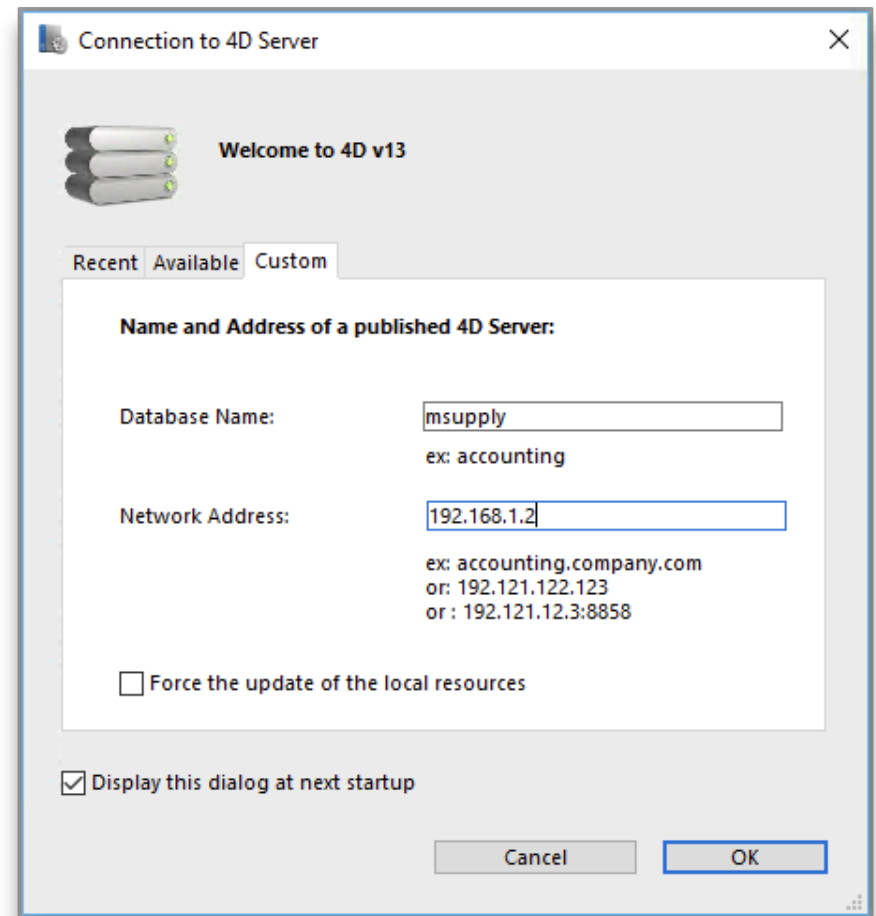 Connection to 4D Server
Welcome to 4D v13
Recent Available Custom
Name and Address of a published 4D Server:
Database Name: msupply
ex: accounting
Network Address: 192.168.1.2
ex: accounting.company.com
or: 192.121.122.123
or : 192.121.12.3:8858
Force the update of the local resources
Display this dialog at next startup
Cancel OK